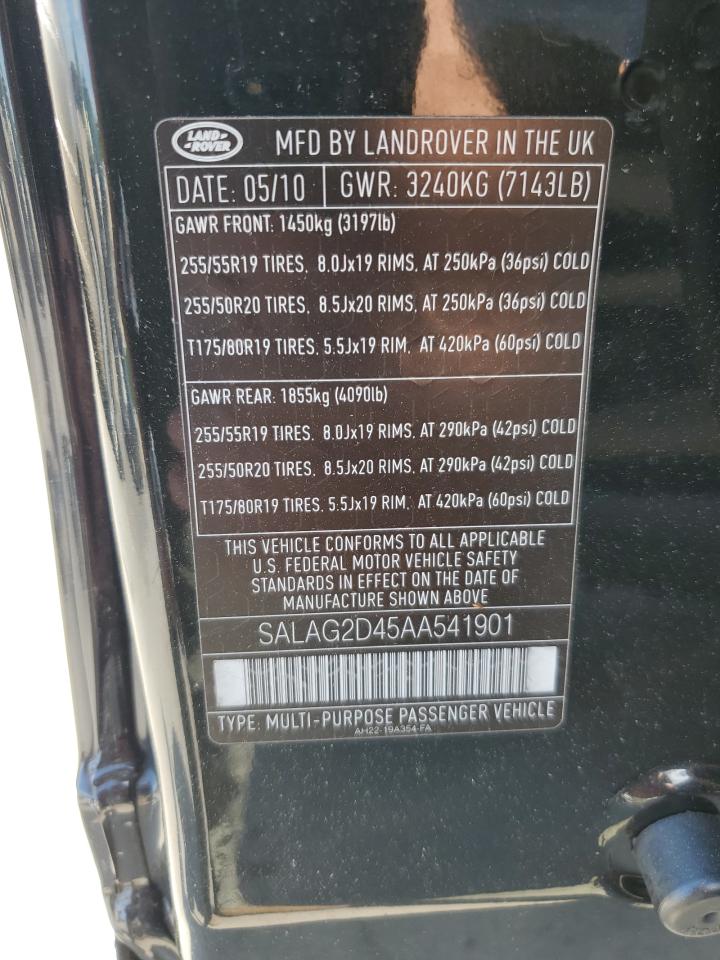 LAND-
-ROVER
MFD BY LANDROVER IN THE UK
DATE: 05/10 GWR: 3240KG (7143LB)
GAWR FRONT: 1450kg (3197lb)
255/55R19 TIRES, 8.0Jx19 RIMS, AT 250kPa (36psi) COLD
255/50R20 TIRES, 8.5Jx20 RIMS, AT 250kPa (36psi) COLD
T175/80R19 TIRES, 5.5Jx19 RIM, AT 420kPa (60psi) COLD
GAWR REAR: 1855kg (4090lb)
255/55R19 TIRES, 8.0Jx19 RIMS, AT 290kPa (42psi) COLD
255/50R20 TIRES, 8.5Jx20 RIMS, AT 290kPa (42psi) COLD
T175/80R19 TIRES, 5.5Jx19 RIM, AT 420kPa (60psi) COLD
THIS VEHICLE CONFORMS TO ALL APPLICABLE
U.S. FEDERAL MOTOR VEHICLE SAFETY
STANDARDS IN EFFECT ON THE DATE OF
MANUFACTURE SHOWN ABOVE
SALAG2D45AA541901
TYPE: MULTI-PURPOSE PASSENGER VEHICLE
AH22-19A354-FA